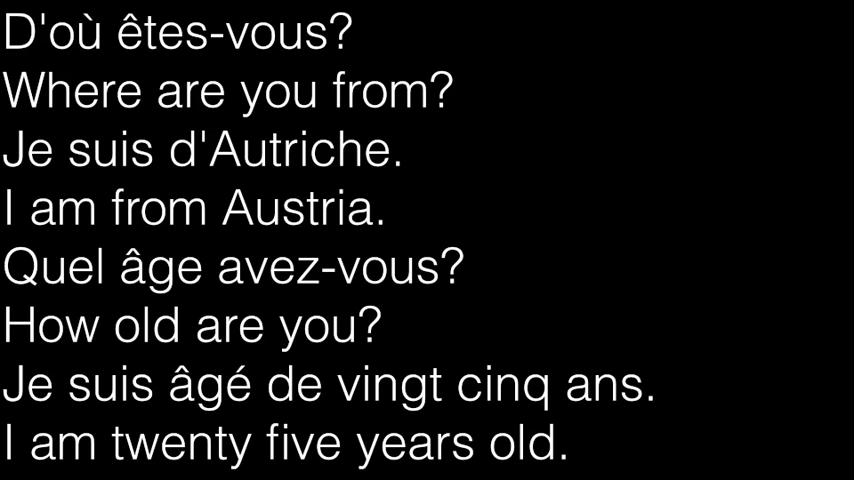 D'où êtes-vous?
Where are you from?
Je suis d'Autriche.
I am from Austria.
Quel âge avez-vous?
How old are you?
Je suis âgé de vingt cinq ans.
I am twenty five years old.